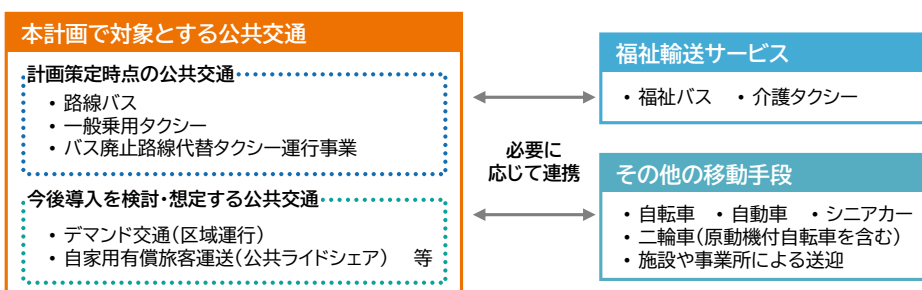 本計画で対象とする公共交通
計画策定時点の公共交通
・路線バス
・一般乗用タクシー
・バス廃止路線代替タクシー運行事業
今後導入を検討・想定する公共交通
・デマンド交通(区域運行)
・自家用有償旅客運送(公共ライドシェア) 等
必要に
応じて連携
福祉輸送サービス
・福祉バス ・介護タクシー
その他の移動手段
・自転車 ・自動車 ・シニアカー
・二輪車(原動機付自転車を含む)
・施設や事業所による送迎